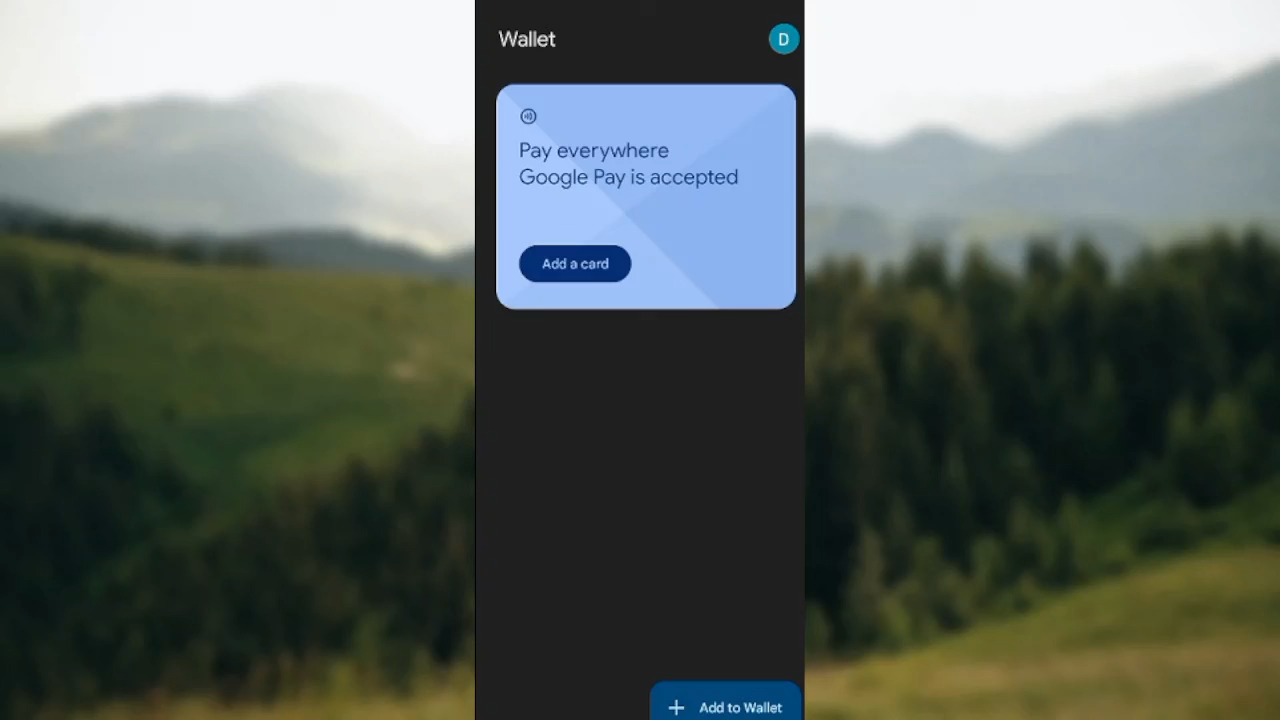 Wallet
D
Pay everywhere
Google Pay is accepted
Add a card
+ Add to Wallet